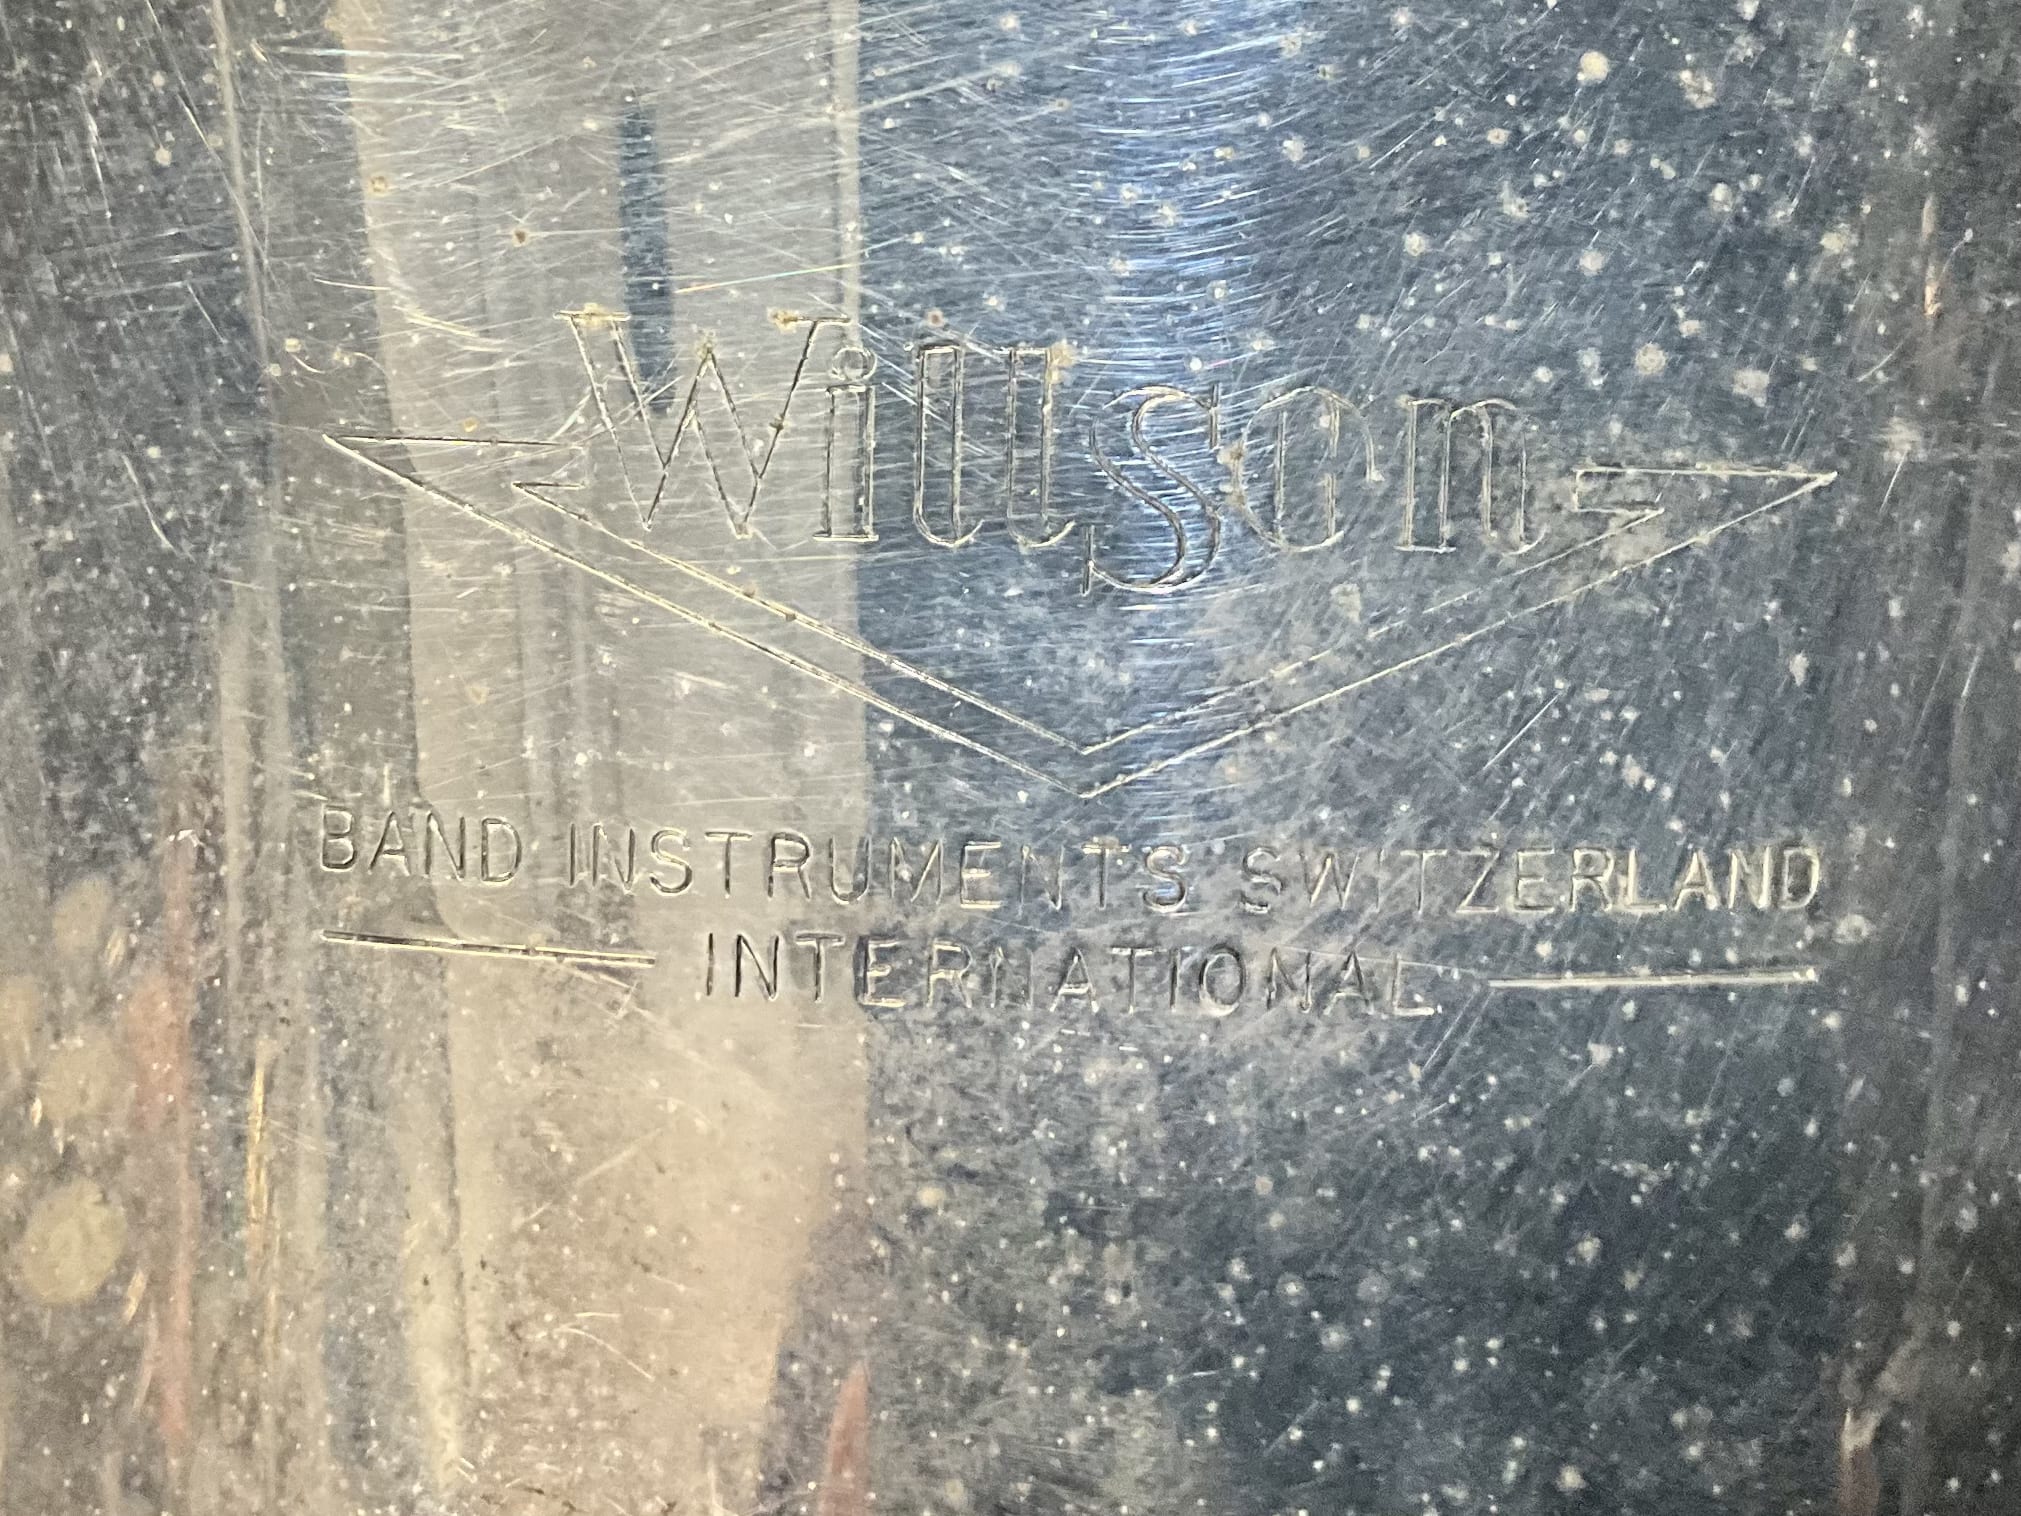 Willson
BAND INSTRUMENTS SWITZERLAND
INTERNATIONAL